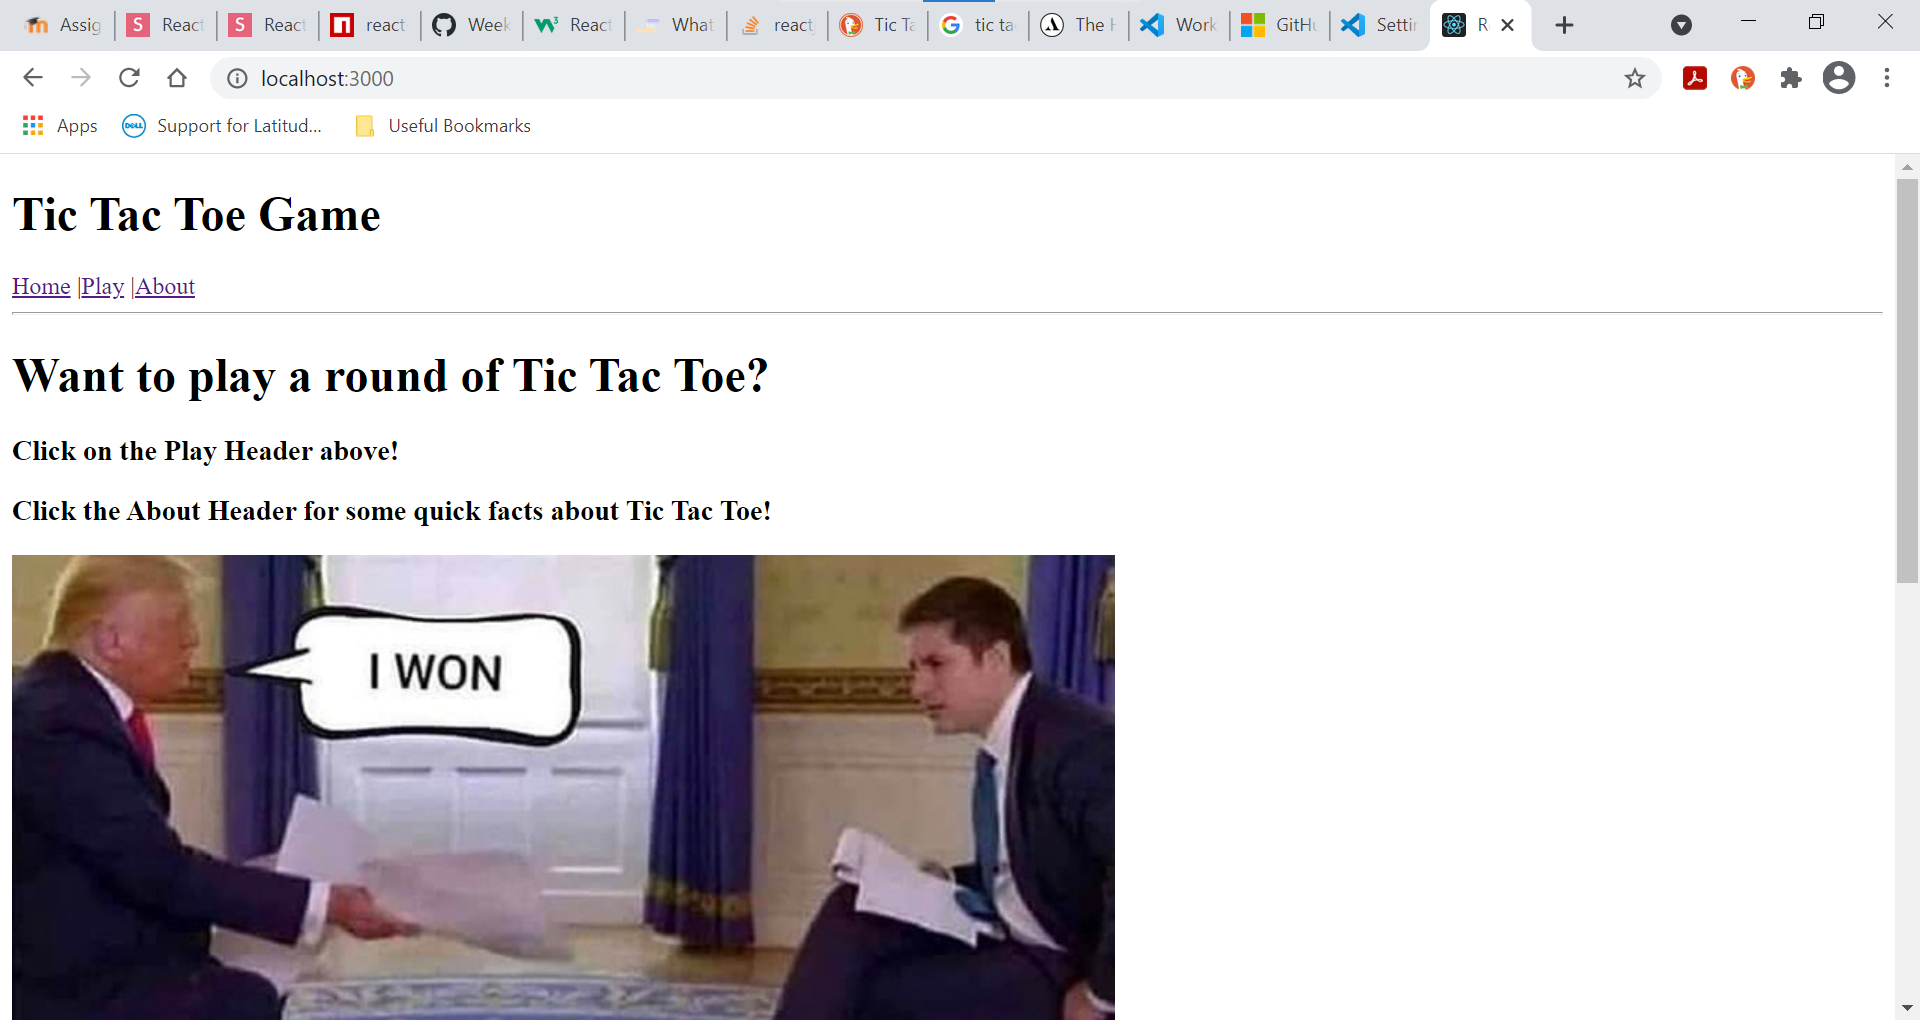 Assig
React
React
react
Week
React
What
react
Tic Ta
tic ta
The H
Work
GitHu
Settin
R
localhost:3000
Apps
DELL
Support for Latitud...
Useful Bookmarks
Tic Tac Toe Game
Home |Play |About
Want to play a round of Tic Tac Toe?
Click on the Play Header above!
Click the About Header for some quick facts about Tic Tac Toe!
I WON